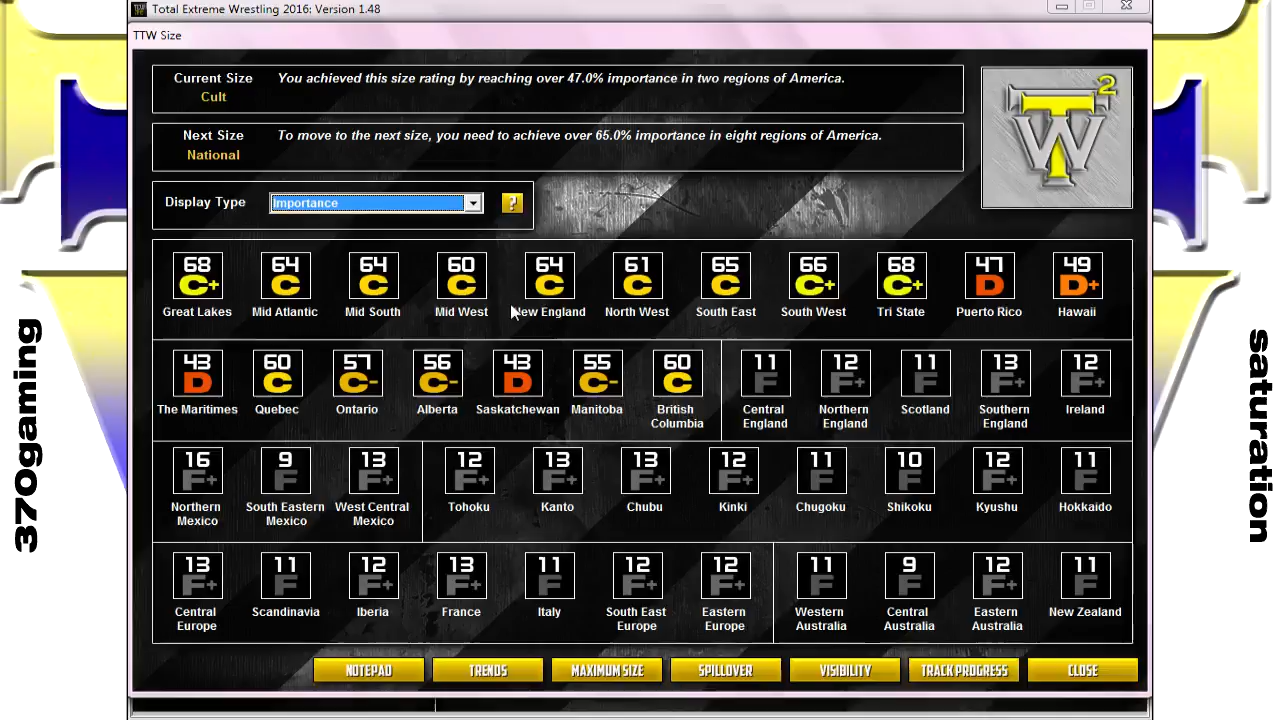 Total Extreme Wrestling 2016: Version 1.48
TTW Size
Current Size
Cult
You achieved this size rating by reaching over 47.0% importance in two regions of America.
Next Size
National
To move to the next size, you need to achieve over 65.0% importance in eight regions of America.
TTW 2
Display Type
Importance
?
68 64 64 60 64 61 65 66 68 47 49
C+ C C C C C C C+ C+ D D+
Great Lakes Mid Atlantic Mid South Mid West New England North West South East South West Tri State Puerto Rico Hawaii
43 60 57 56 43 55 60 11 12 11 13 12
D C C- C- D C- C F F+ F F+ F+
The Maritimes Quebec Ontario Alberta Saskatchewan Manitoba British Columbia Central England Northern England Scotland Southern England Ireland
16 9 13 12 13 13 12 11 10 12 11
F+ F F+ F+ F+ F+ F+ F F F+ F
Northern Mexico South Eastern Mexico West Central Mexico Tohoku Kanto Chubu Kinki Chugoku Shikoku Kyushu Hokkaido
13 11 12 13 11 12 12 11 9 12 11
F+ F F+ F+ F F+ F+ F F F+ F
Central Europe Scandinavia Iberia France Italy South East Europe Eastern Europe Western Australia Central Australia Eastern Australia New Zealand
NOTEPAD TRENDS MAXIMUM SIZE SPILLOVER VISIBILITY TRACK PROGRESS CLOSE
370gaming
saturation